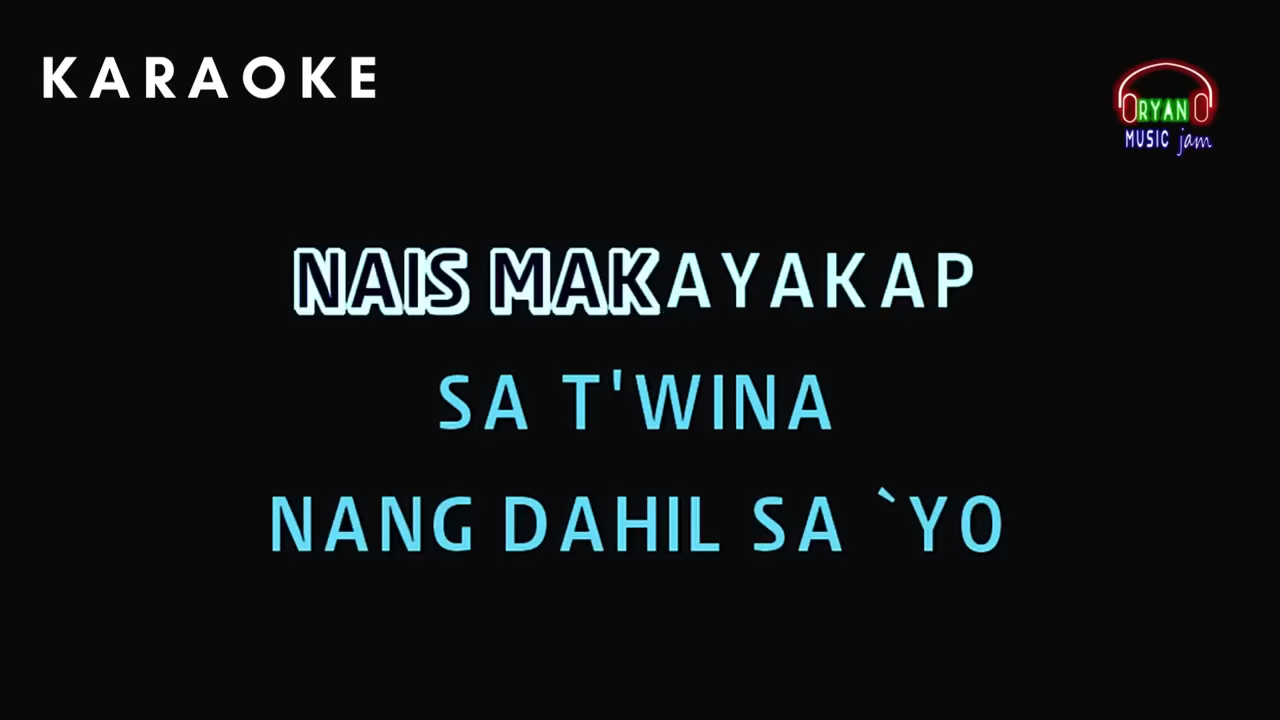 KARAOKE
RYAN
MUSIC jam
NAIS MAKAYAKAP
SA T'WINA
NANG DAHIL SA `YO